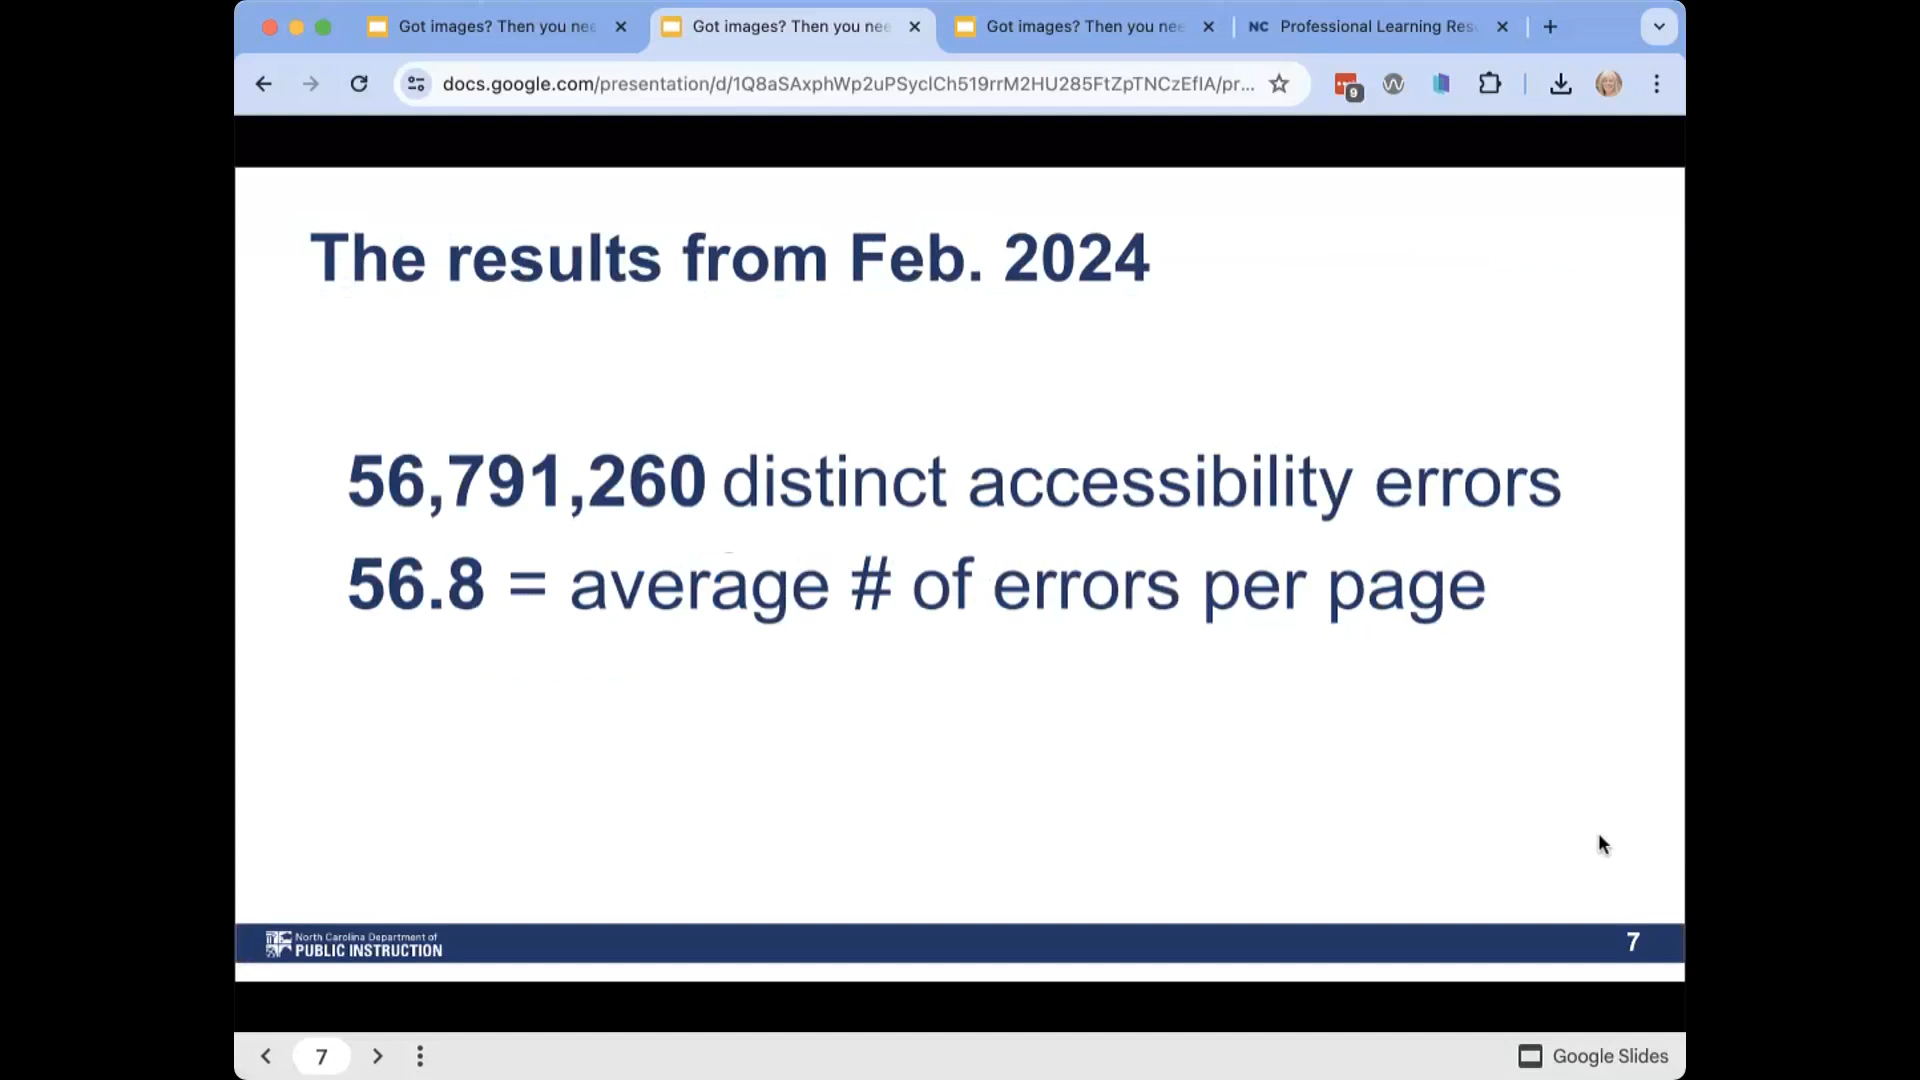 Got images? Then you nee
Got images? Then you nee
Got images? Then you nee
NC Professional Learning Res
docs.google.com/presentation/d/1Q8aSAxphWp2uPSyclCh519rrM2HU285FtZpTNCzEfIA/pr...
9
The results from Feb. 2024
56,791,260 distinct accessibility errors
56.8 = average # of errors per page
North Carolina Department of
PUBLIC INSTRUCTION
7
7
Google Slides